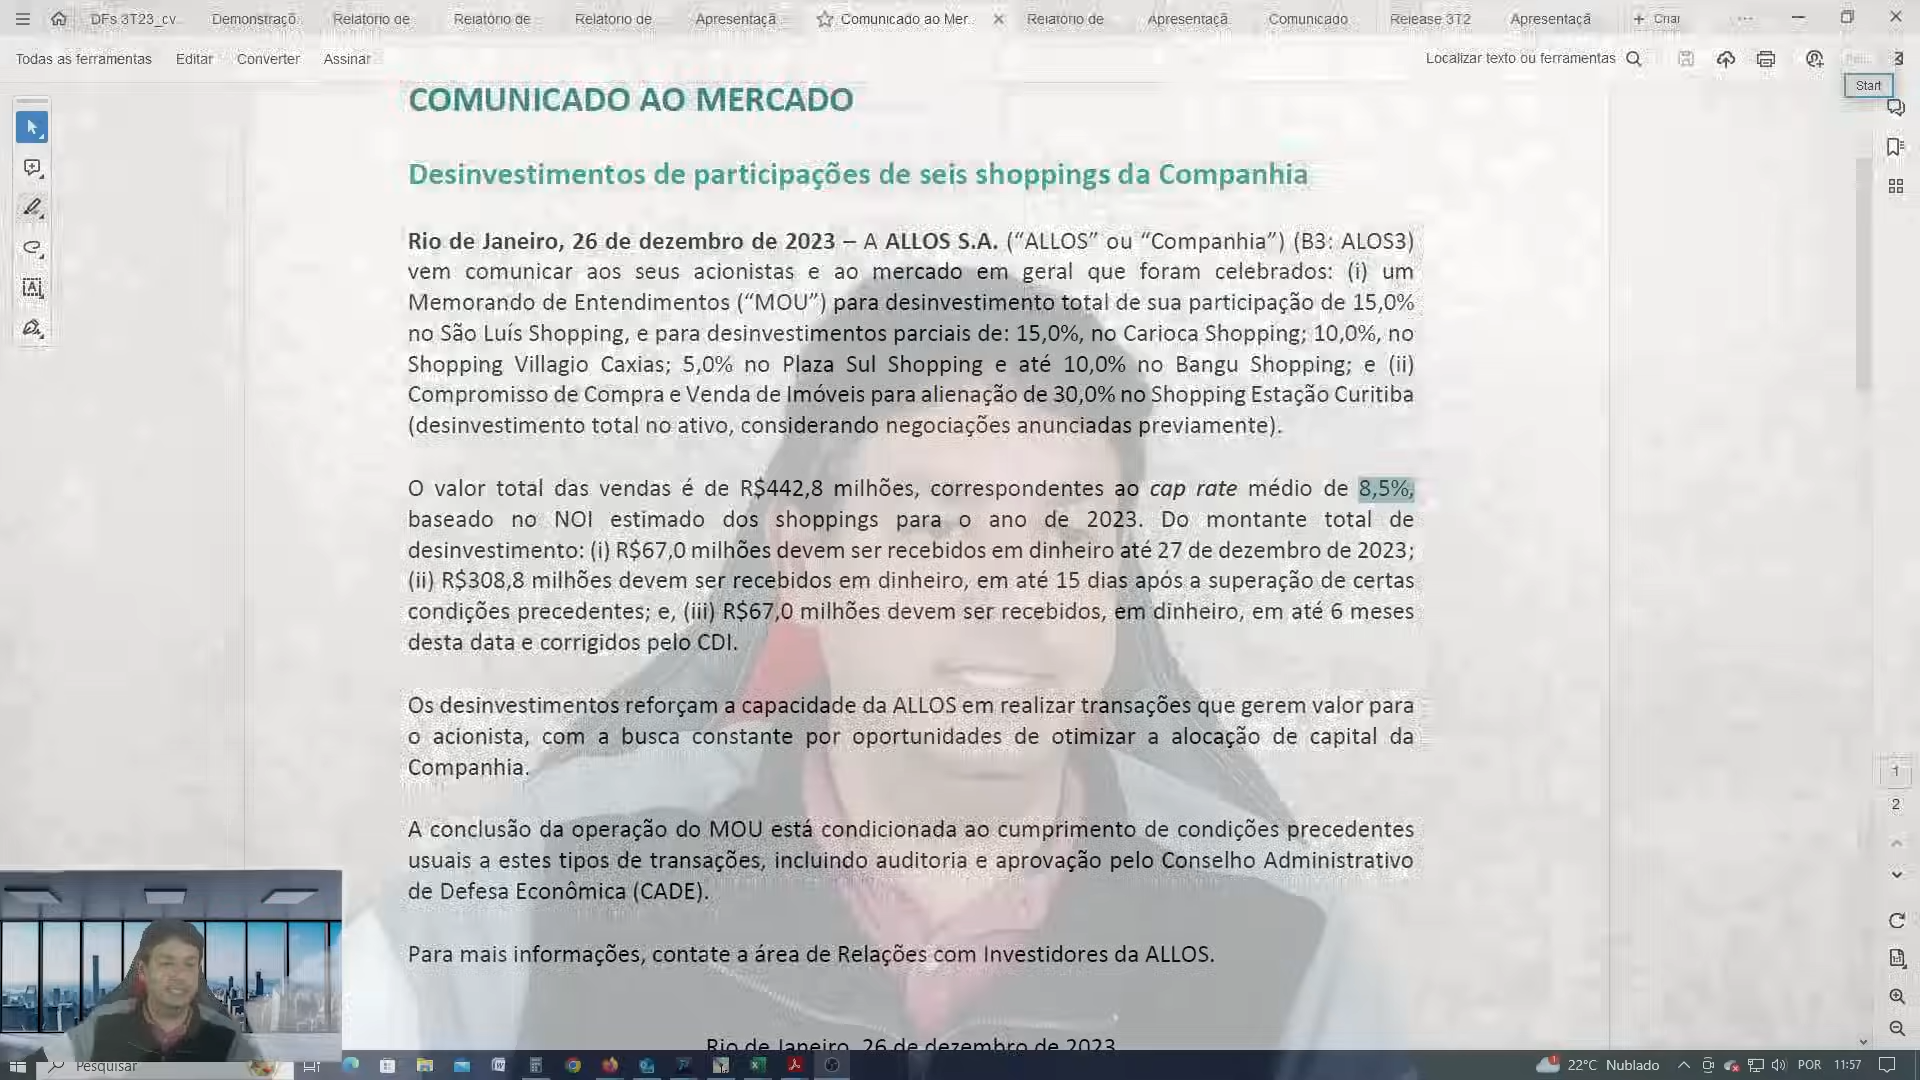 DFs 3T23_cv...
Demonstraçõ...
Relatório de ...
Relatório de ...
Relatório de ...
Apresentaçã...
Comunicado ao Mer...
Relatório de ...
Apresentaçã...
Comunicado ...
Release 3T2...
Apresentaçã...
Criar
Todas as ferramentas
Editar
Converter
Assinar
Localizar texto ou ferramentas
Start
COMUNICADO AO MERCADO
Desinvestimentos de participações de seis shoppings da Companhia
Rio de Janeiro, 26 de dezembro de 2023 – A ALLOS S.A. (“ALLOS” ou “Companhia”) (B3: ALOS3)
vem comunicar aos seus acionistas e ao mercado em geral que foram celebrados: (i) um
Memorando de Entendimentos (“MOU”) para desinvestimento total de sua participação de 15,0%
no São Luís Shopping, e para desinvestimentos parciais de: 15,0%, no Carioca Shopping; 10,0%, no
Shopping Villagio Caxias; 5,0% no Plaza Sul Shopping e até 10,0% no Bangu Shopping; e (ii)
Compromisso de Compra e Venda de Imóveis para alienação de 30,0% no Shopping Estação Curitiba
(desinvestimento total no ativo, considerando negociações anunciadas previamente).
O valor total das vendas é de R$442,8 milhões, correspondentes ao cap rate médio de 8,5%,
baseado no NOI estimado dos shoppings para o ano de 2023. Do montante total de
desinvestimento: (i) R$67,0 milhões devem ser recebidos em dinheiro até 27 de dezembro de 2023;
(ii) R$308,8 milhões devem ser recebidos em dinheiro, em até 15 dias após a superação de certas
condições precedentes; e, (iii) R$67,0 milhões devem ser recebidos, em dinheiro, em até 6 meses
desta data e corrigidos pelo CDI.
Os desinvestimentos reforçam a capacidade da ALLOS em realizar transações que gerem valor para
o acionista, com a busca constante por oportunidades de otimizar a alocação de capital da
Companhia.
A conclusão da operação do MOU está condicionada ao cumprimento de condições precedentes
usuais a estes tipos de transações, incluindo auditoria e aprovação pelo Conselho Administrativo
de Defesa Econômica (CADE).
Para mais informações, contate a área de Relações com Investidores da ALLOS.
Rio de Janeiro, 26 de dezembro de 2023
1
2
Pesquisar
22°C Nublado
POR
11:57